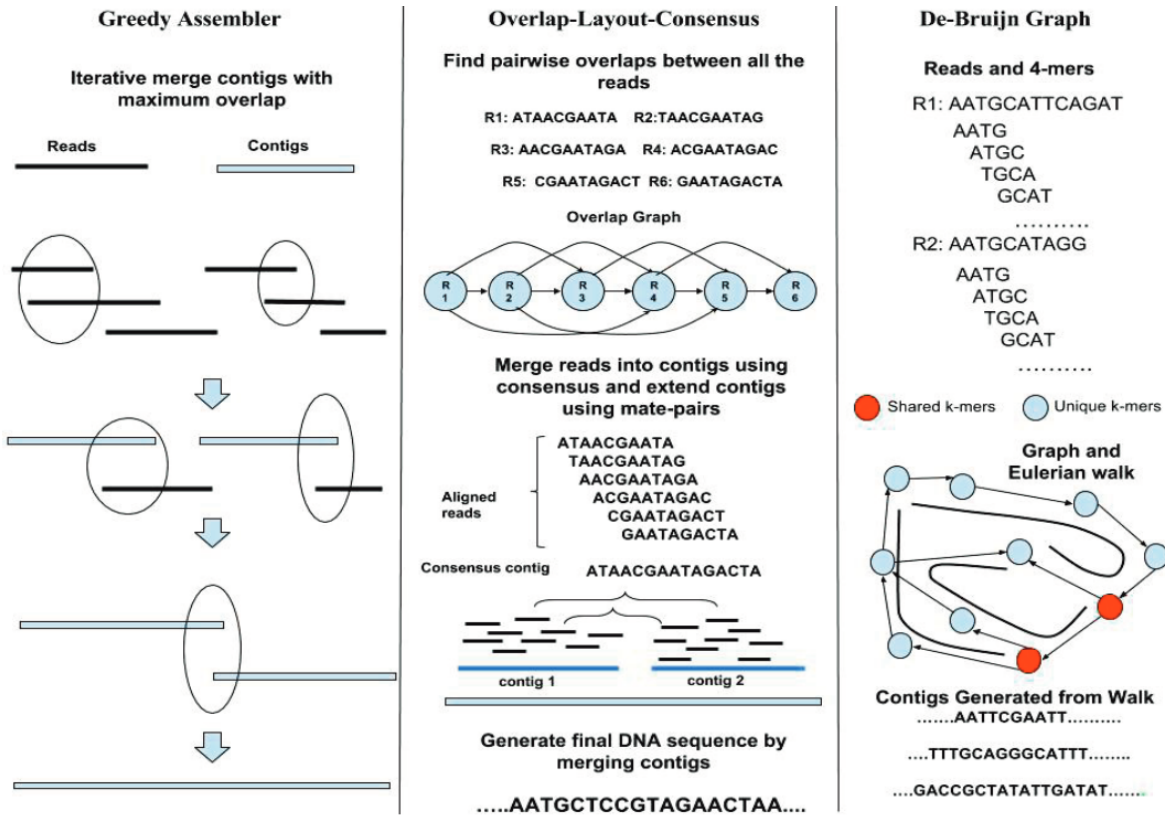 Greedy Assembler
Iterative merge contigs with
maximum overlap
Reads
Contigs
Overlap-Layout-Consensus
Find pairwise overlaps between all the
reads
R1: ATAACGAATA R2:TAACGAATAG
R3: AACGAATAGA R4: ACGAATAGAC
R5: CGAATAGACT R6: GAATAGACTA
Overlap Graph
R
1
R
2
R
3
R
4
R
5
R
6
Merge reads into contigs using
consensus and extend contigs
using mate-pairs
Aligned
reads
ATAACGAATA
TAACGAATAG
AACGAATAGA
ACGAATAGAC
CGAATAGACT
GAATAGACTA
Consensus contig ATAACGAATAGACTA
contig 1
contig 2
Generate final DNA sequence by
merging contigs
.....AATGCTCCGTAGAACTAA....
De-Bruijn Graph
Reads and 4-mers
R1: AATGCATTCAGAT
AATG
ATGC
TGCA
GCAT
..........
R2: AATGCATAGG
AATG
ATGC
TGCA
GCAT
..........
Shared k-mers
Unique k-mers
Graph and
Eulerian walk
Contigs Generated from Walk
.......AATTCGAATT..........
....TTTGCAGGGCATTT........
....GACCGCTATATTGATAT......